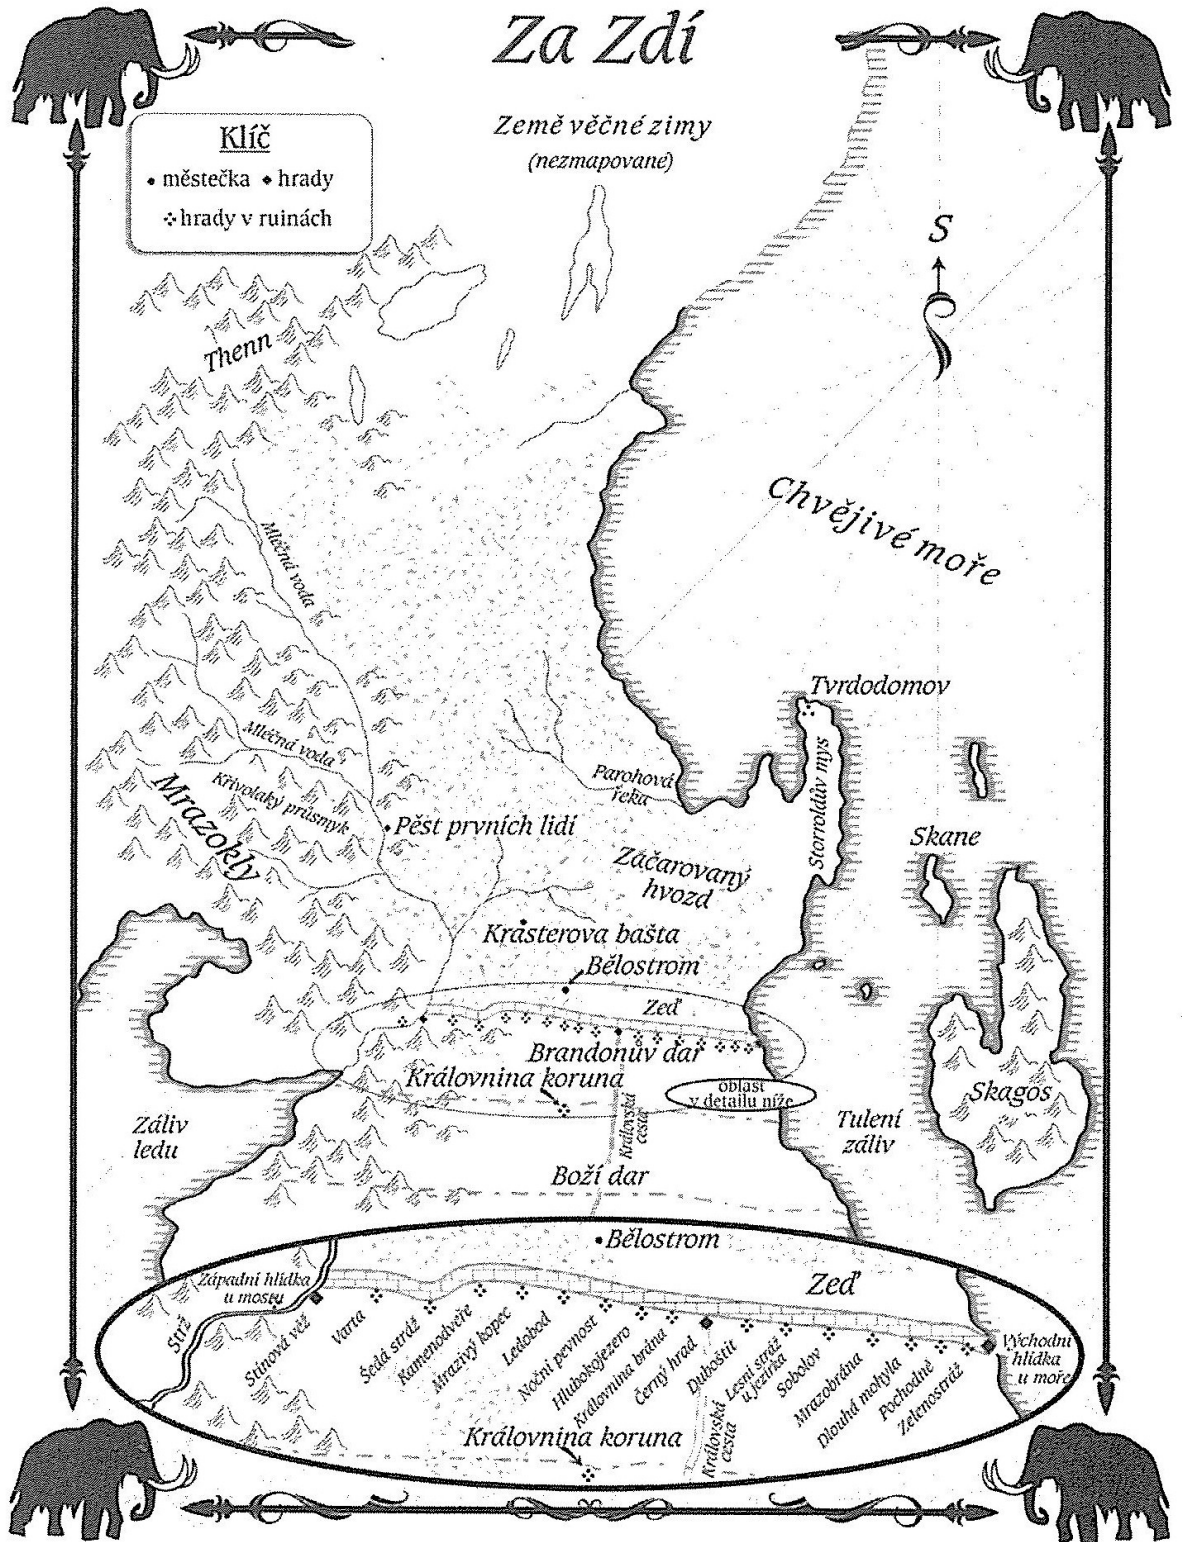 Za Zdí
Země věčné zimy
(nezmapované)
Klíč
městečka hrady
hrady v ruinách
S
Thenn
Chvějivé moře
Mléčná voda
Tvrdodomov
Storroldův mys
Mléčná voda
Křivolaký průsmyk
Mrazokly
Parohová
řeka
Pěst prvních lidí
Skane
Začarovaný
hvozd
Krasterova bašta
Bělostrom
Zeď
Brandonův dar
Královnina koruna
oblast
v detailu níže
Skagos
Královská
cesta
Záliv
ledu
Tulení
záliv
Boží dar
Bělostrom
Západní hlídka
u mostu
Zeď
Strž
Stínová věž
Varta
Šedá stráž
Kamenodveře
Mrazivý kopec
Ledobod
Noční pevnost
Hlubokojezero
Královnina brána
Černý hrad
Duboštít
Lesní stráž
u jezírka
Sobolov
Mrazobrána
Dlouhá mohyla
Pochodně
Zelenostráž
Východní
hlídka
u moře
Královnina koruna
Královská
cesta